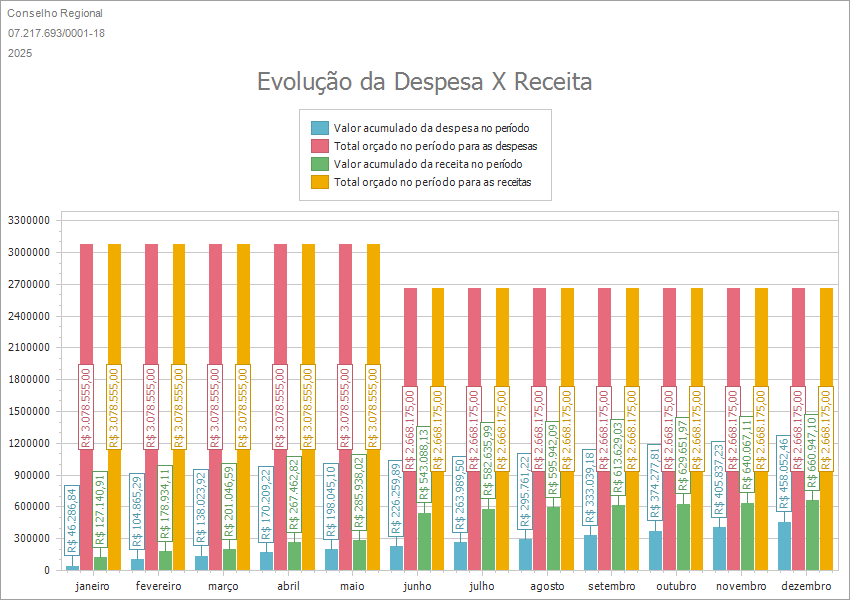 Conselho Regional
07.217.693/0001-18
2025
Evolução da Despesa X Receita
Valor acumulado da despesa no período
Total orçado no período para as despesas
Valor acumulado da receita no período
Total orçado no período para as receitas
3300000
3000000
2700000
2400000
2100000
1800000
1500000
1200000
900000
600000
300000
0
R$ 46.286,84
R$ 3.078.555,00
R$ 127.140,91
R$ 3.078.555,00
R$ 104.865,29
R$ 3.078.555,00
R$ 178.934,11
R$ 3.078.555,00
R$ 138.023,92
R$ 3.078.555,00
R$ 201.046,59
R$ 3.078.555,00
R$ 170.209,22
R$ 3.078.555,00
R$ 267.462,82
R$ 3.078.555,00
R$ 198.045,10
R$ 3.078.555,00
R$ 285.938,02
R$ 3.078.555,00
R$ 226.259,89
R$ 2.668.175,00
R$ 543.088,13
R$ 2.668.175,00
R$ 263.989,50
R$ 2.668.175,00
R$ 582.635,99
R$ 2.668.175,00
R$ 295.761,22
R$ 2.668.175,00
R$ 595.942,09
R$ 2.668.175,00
R$ 333.039,18
R$ 2.668.175,00
R$ 613.629,03
R$ 2.668.175,00
R$ 374.277,81
R$ 2.668.175,00
R$ 629.651,97
R$ 2.668.175,00
R$ 405.837,23
R$ 2.668.175,00
R$ 640.067,11
R$ 2.668.175,00
R$ 458.052,46
R$ 2.668.175,00
R$ 660.947,10
R$ 2.668.175,00
janeiro
fevereiro
março
abril
maio
junho
julho
agosto
setembro
outubro
novembro
dezembro